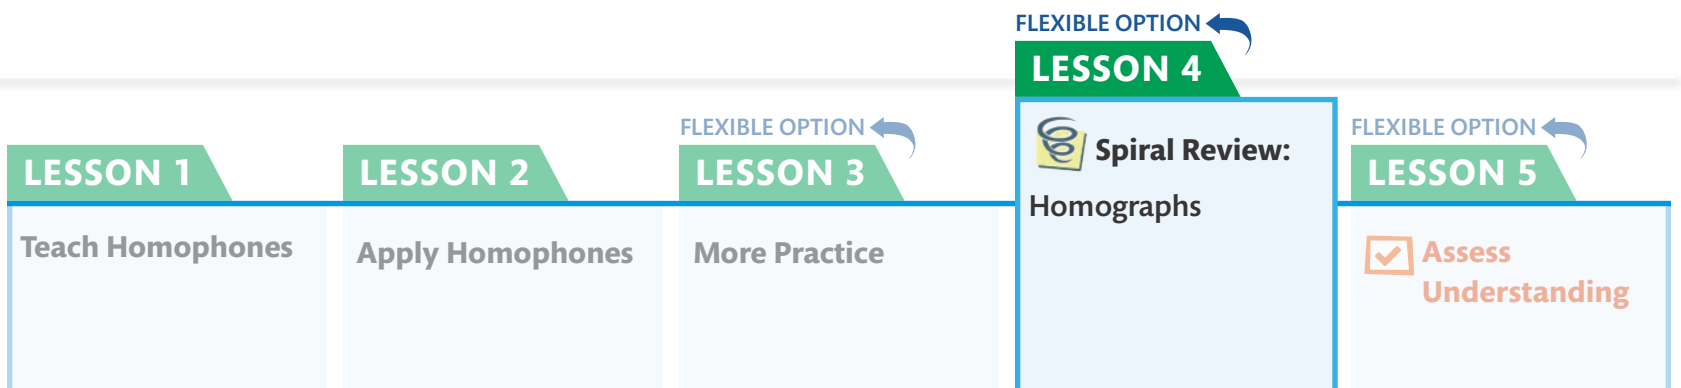 FLEXIBLE OPTION
LESSON 4
FLEXIBLE OPTION
FLEXIBLE OPTION
LESSON 1
LESSON 2
LESSON 3
LESSON 5
Spiral Review:
Homographs
Teach Homophones
Apply Homophones
More Practice
Assess
Understanding